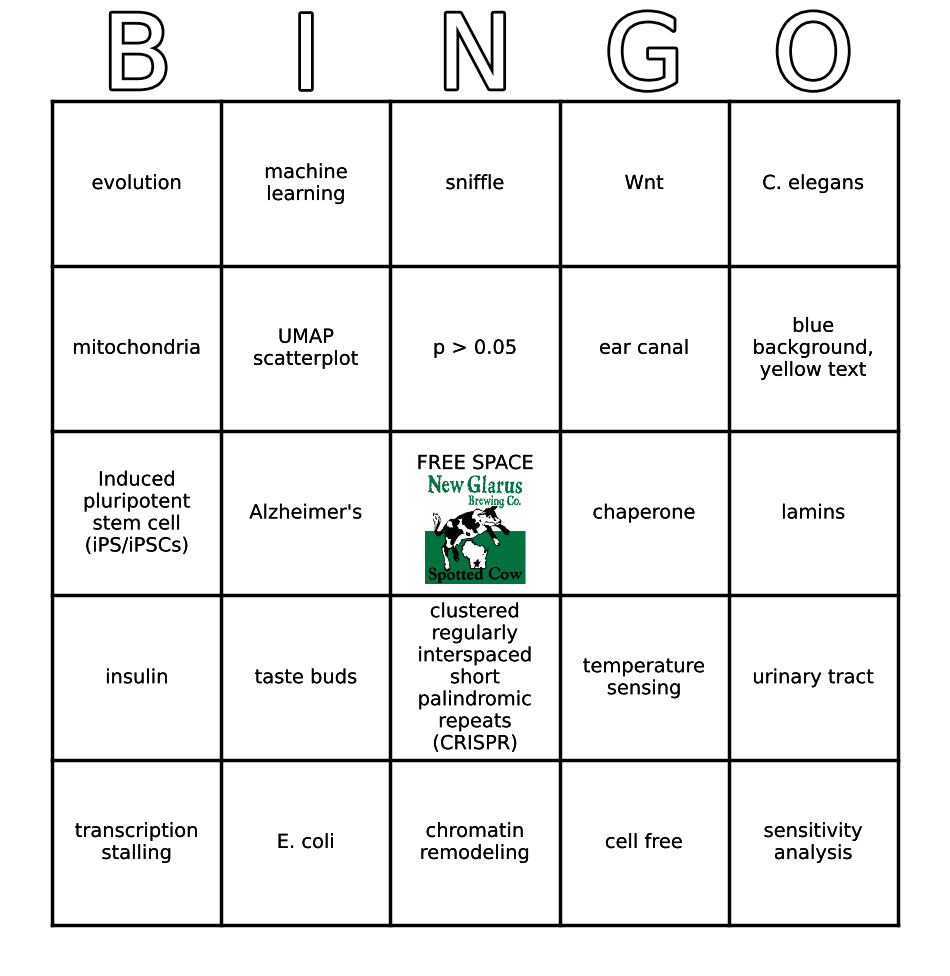 B I N G O
evolution
machine
learning
sniffle
Wnt
C. elegans
mitochondria
UMAP
scatterplot
p > 0.05
ear canal
blue
background,
yellow text
Induced
pluripotent
stem cell
(iPS/iPSCs)
Alzheimer's
FREE SPACE
New Glarus
Brewing Co.
Spotted Cow
chaperone
lamins
insulin
taste buds
clustered
regularly
interspaced
short
palindromic
repeats
(CRISPR)
temperature
sensing
urinary tract
transcription
stalling
E. coli
chromatin
remodeling
cell free
sensitivity
analysis